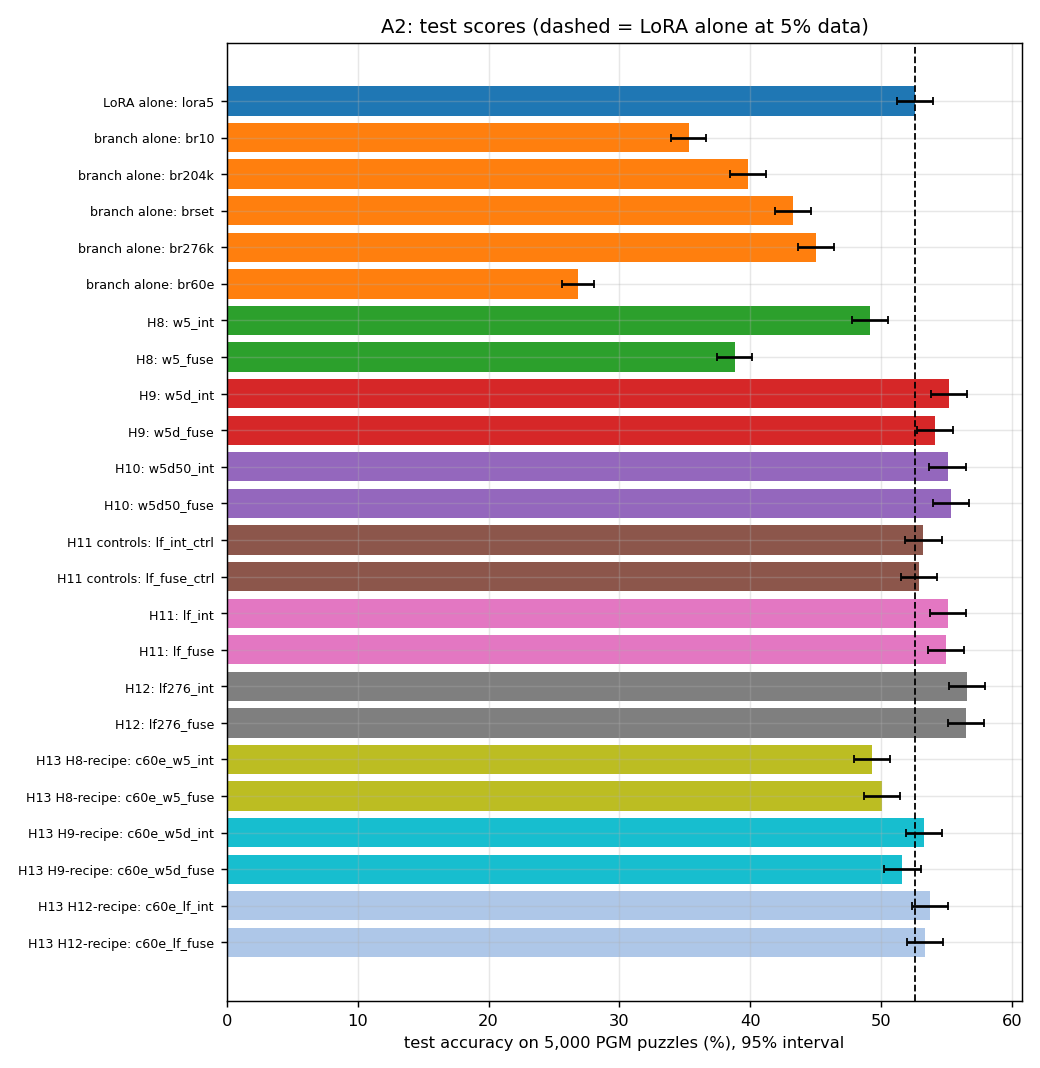 A2: test scores (dashed = LoRA alone at 5% data)
LoRA alone: lora5
branch alone: br10
branch alone: br204k
branch alone: brset
branch alone: br276k
branch alone: br60e
H8: w5_int
H8: w5_fuse
H9: w5d_int
H9: w5d_fuse
H10: w5d50_int
H10: w5d50_fuse
H11 controls: lf_int_ctrl
H11 controls: lf_fuse_ctrl
H11: lf_int
H11: lf_fuse
H12: lf276_int
H12: lf276_fuse
H13 H8-recipe: c60e_w5_int
H13 H8-recipe: c60e_w5_fuse
H13 H9-recipe: c60e_w5d_int
H13 H9-recipe: c60e_w5d_fuse
H13 H12-recipe: c60e_lf_int
H13 H12-recipe: c60e_lf_fuse
0 10 20 30 40 50 60
test accuracy on 5,000 PGM puzzles (%), 95% interval